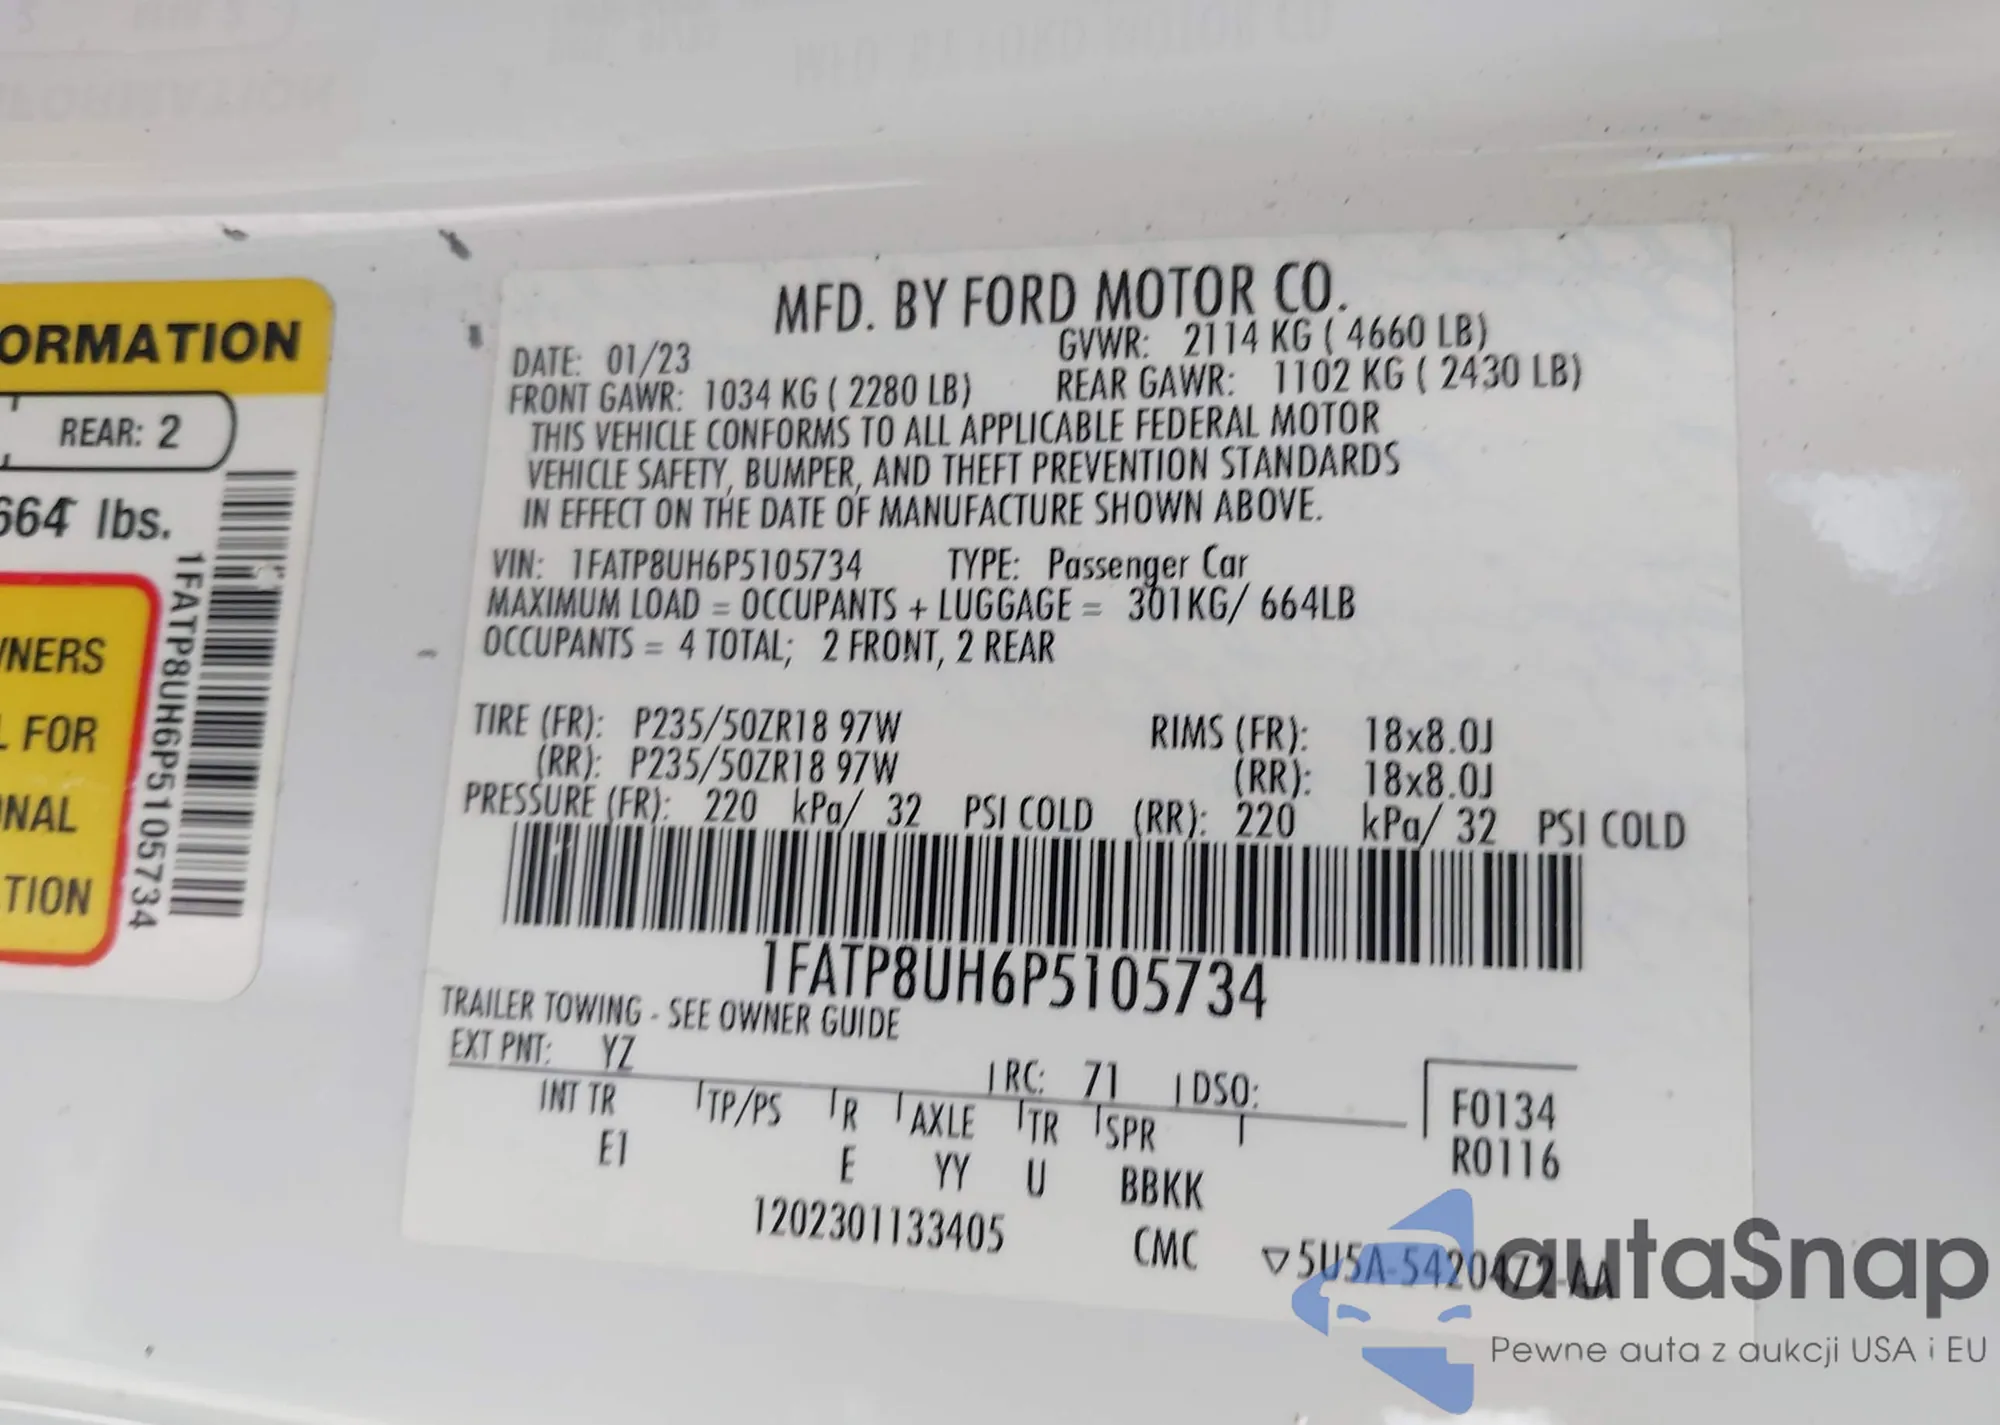 ORMATION
REAR: 2
664 lbs.
WNERS
L FOR
ONAL
TION
1FATP8UH6P5105734
MFD. BY FORD MOTOR CO.
DATE: 01/23 GVWR: 2114 KG ( 4660 LB)
FRONT GAWR: 1034 KG ( 2280 LB) REAR GAWR: 1102 KG ( 2430 LB)
THIS VEHICLE CONFORMS TO ALL APPLICABLE FEDERAL MOTOR
VEHICLE SAFETY, BUMPER, AND THEFT PREVENTION STANDARDS
IN EFFECT ON THE DATE OF MANUFACTURE SHOWN ABOVE.
VIN: 1FATP8UH6P5105734 TYPE: Passenger Car
MAXIMUM LOAD = OCCUPANTS + LUGGAGE = 301KG/ 664LB
OCCUPANTS = 4 TOTAL; 2 FRONT, 2 REAR
TIRE (FR): P235/50ZR18 97W RIMS (FR): 18x8.0J
(RR): P235/50ZR18 97W (RR): 18x8.0J
PRESSURE (FR): 220 kPa/ 32 PSI COLD (RR): 220 kPa/ 32 PSI COLD
1FATP8UH6P5105734
TRAILER TOWING - SEE OWNER GUIDE
EXT PNT: YZ RC: 71 DSO:
INT TR TP/PS R AXLE TR SPR F0134
E1 E YY U BBKK R0116
1202301133405 CMC ▽5U5A-5420472-AA
autaSnap
Pewne auta z aukcji USA i EU